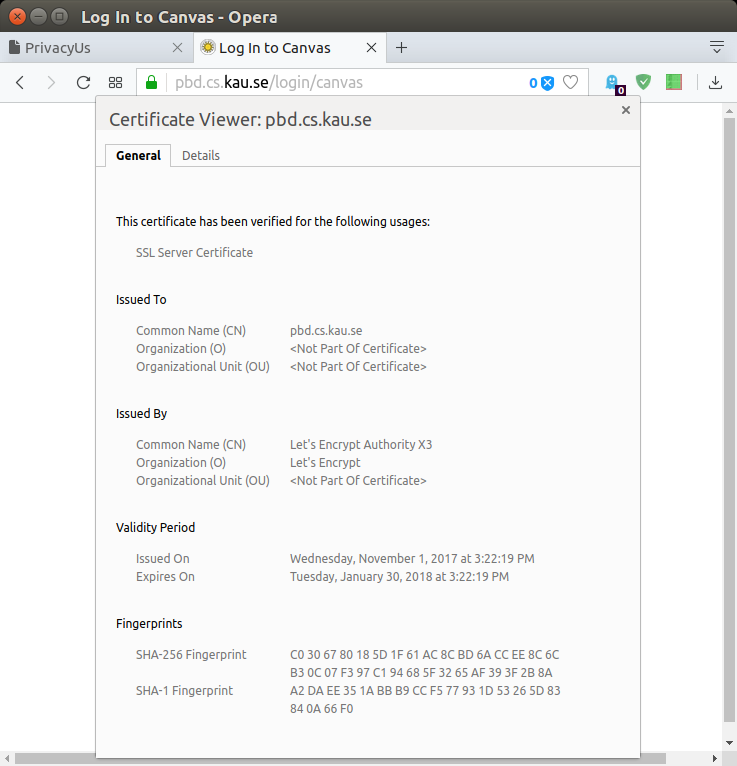 Log In to Canvas - Opera
PrivacyUs
Log In to Canvas
pbd.cs.kau.se/login/canvas
0
0
Certificate Viewer: pbd.cs.kau.se
General Details
This certificate has been verified for the following usages:
SSL Server Certificate
Issued To
Common Name (CN) pbd.cs.kau.se
Organization (O) <Not Part Of Certificate>
Organizational Unit (OU) <Not Part Of Certificate>
Issued By
Common Name (CN) Let's Encrypt Authority X3
Organization (O) Let's Encrypt
Organizational Unit (OU) <Not Part Of Certificate>
Validity Period
Issued On Wednesday, November 1, 2017 at 3:22:19 PM
Expires On Tuesday, January 30, 2018 at 3:22:19 PM
Fingerprints
SHA-256 Fingerprint C0 30 67 80 18 5D 1F 61 AC 8C BD 6A CC EE 8C 6C
B3 0C 07 F3 97 C1 94 68 5F 32 65 AF 39 3F 2B 8A
SHA-1 Fingerprint A2 DA EE 35 1A BB B9 CC F5 77 93 1D 53 26 5D 83
84 0A 66 F0